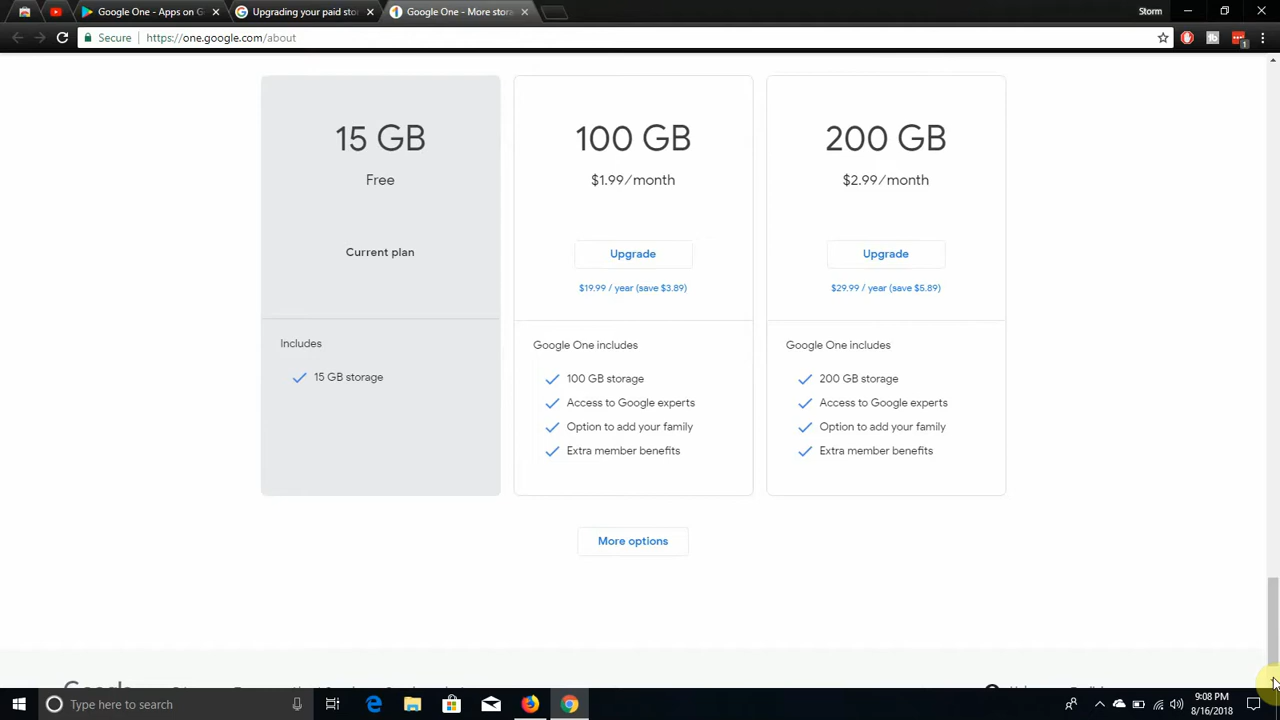 Google One - Apps on G
Upgrading your paid sto
Google One - More stora
Storm
Secure
https://one.google.com/about
1
15 GB
Free
Current plan
Includes
15 GB storage
100 GB
$1.99/month
Upgrade
$19.99 / year (save $3.89)
Google One includes
100 GB storage
Access to Google experts
Option to add your family
Extra member benefits
200 GB
$2.99/month
Upgrade
$29.99 / year (save $5.89)
Google One includes
200 GB storage
Access to Google experts
Option to add your family
Extra member benefits
More options
Google
Type here to search
9:08 PM
8/16/2018